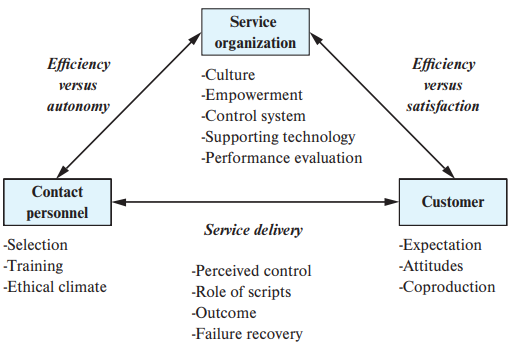 Service
organization
Efficiency
versus
autonomy
Efficiency
versus
satisfaction
-Culture
-Empowerment
-Control system
-Supporting technology
-Performance evaluation
Contact
personnel
Customer
Service delivery
-Selection
-Training
-Ethical climate
-Perceived control
-Role of scripts
-Outcome
-Failure recovery
-Expectation
-Attitudes
-Coproduction